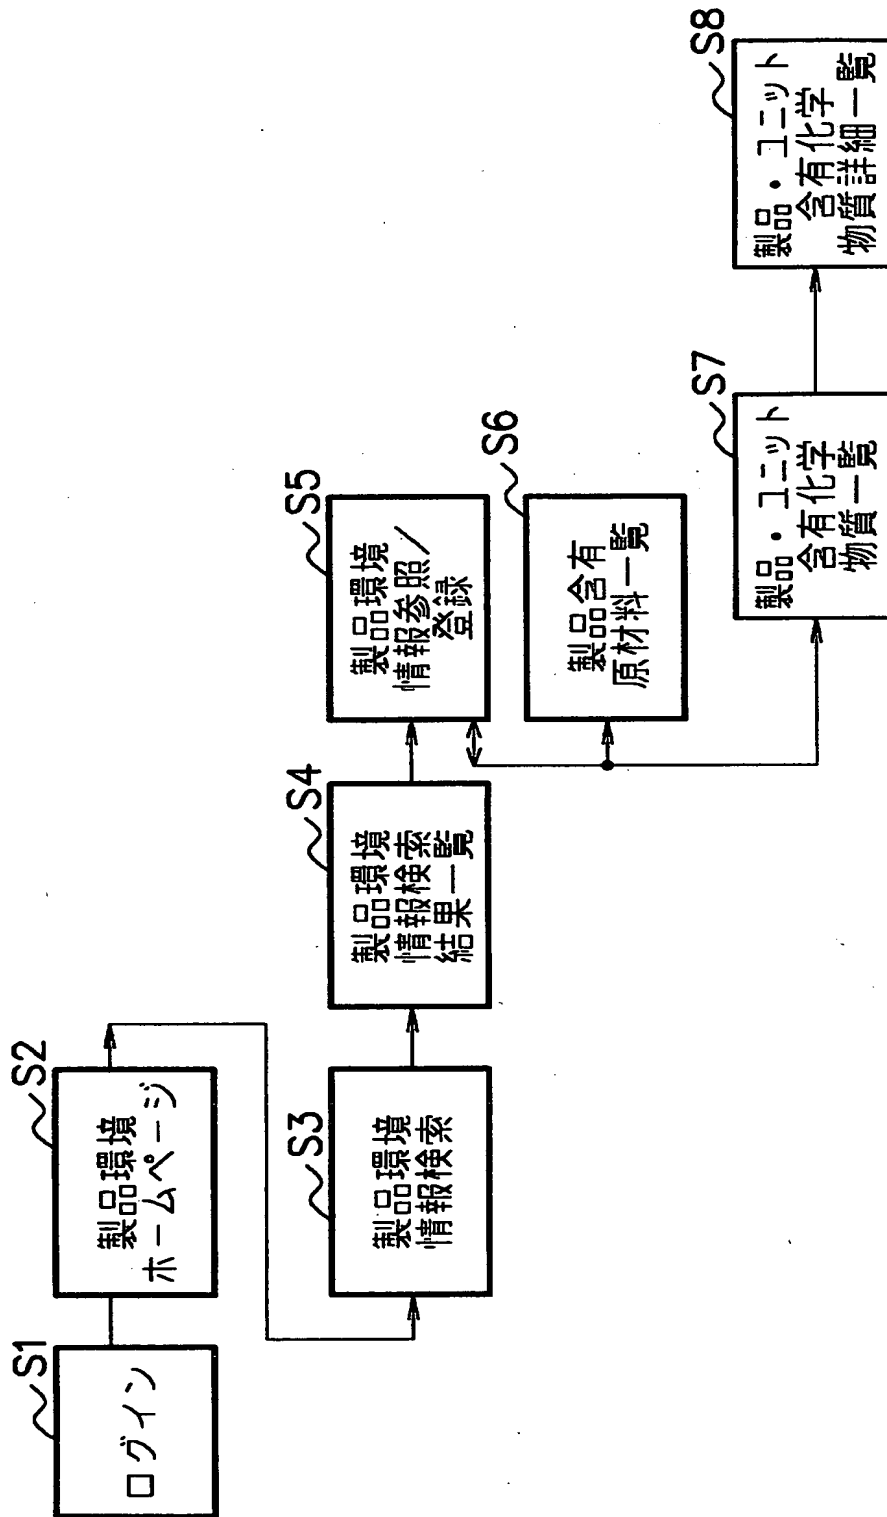 S1
ログイン
S2
製品環境
ホームページ
S3
製品環境
情報検索
S4
製品環境
情報検索
結果一覧
S5
製品環境
情報参照／
登録
S6
製品含有
原材料一覧
S7
製品・ユニット
含有化学
物質一覧
S8
製品・ユニット
含有化学
物質詳細一覧